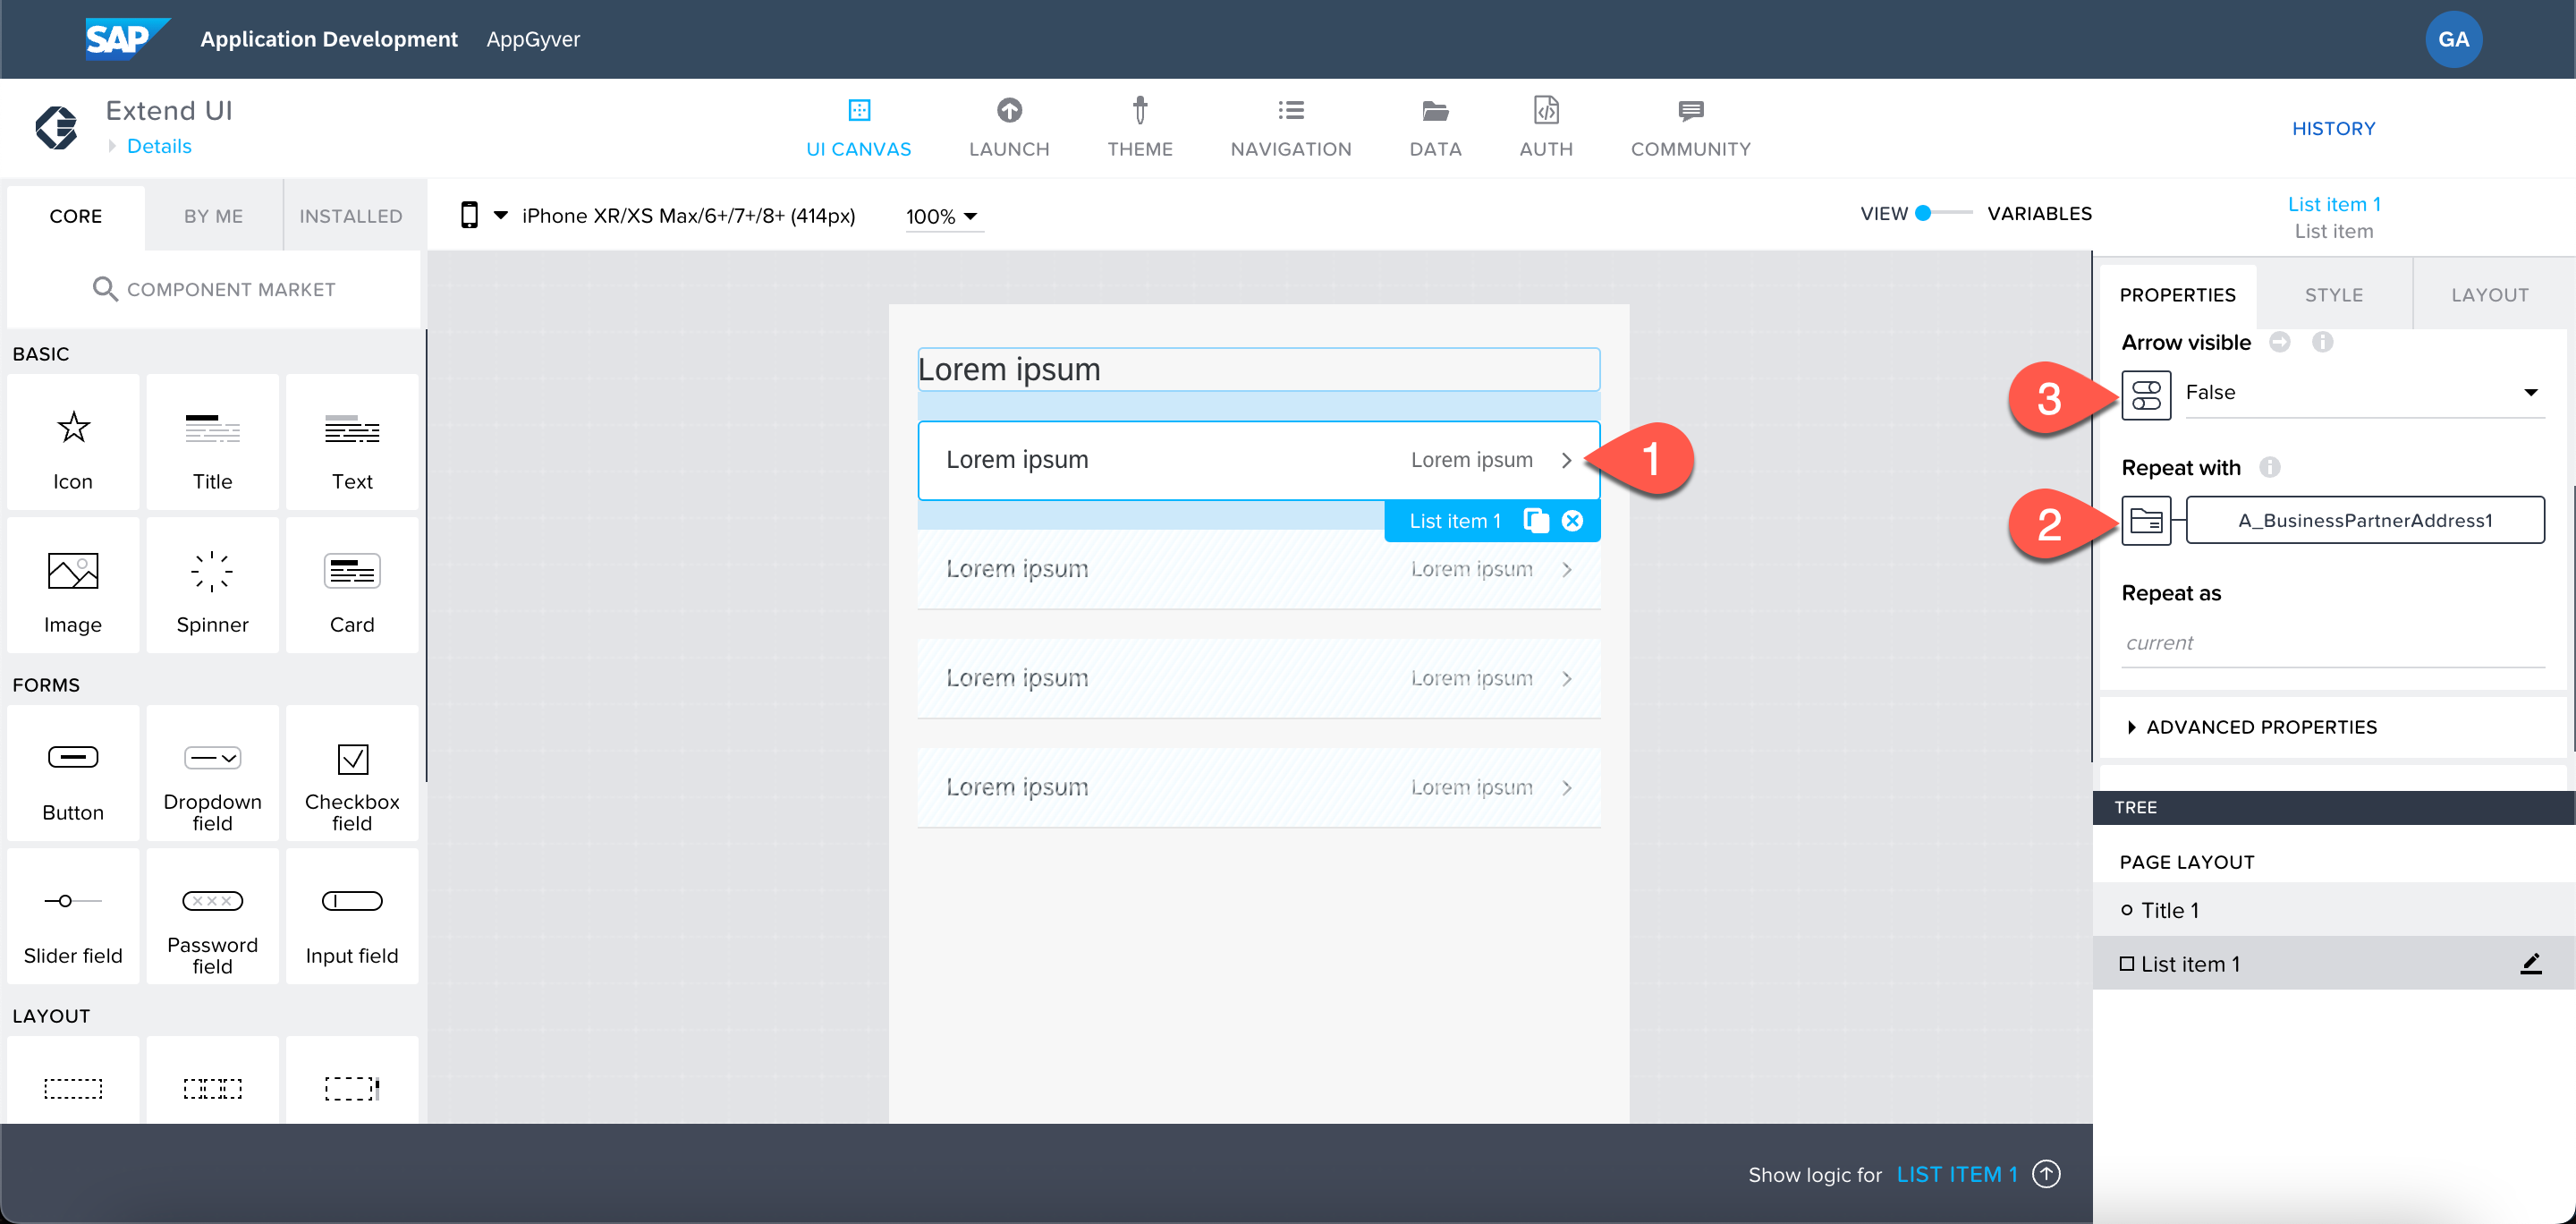 SAP Application Development AppGyver
GA
Extend UI
Details
UI CANVAS
LAUNCH
THEME
NAVIGATION
DATA
AUTH
COMMUNITY
HISTORY
CORE
BY ME
INSTALLED
COMPONENT MARKET
BASIC
Icon
Title
Text
Image
Spinner
Card
FORMS
Button
Dropdown
field
Checkbox
field
Slider field
Password
field
Input field
LAYOUT
iPhone XR/XS Max/6+/7+/8+ (414px)
100%
VIEW
VARIABLES
Lorem ipsum
Lorem ipsum Lorem ipsum
1
List item 1
Lorem ipsum Lorem ipsum
Lorem ipsum Lorem ipsum
Lorem ipsum Lorem ipsum
Show logic for LIST ITEM 1
List item 1
List item
PROPERTIES
STYLE
LAYOUT
Arrow visible
3
False
Repeat with
2
A_BusinessPartnerAddress1
Repeat as
current
ADVANCED PROPERTIES
TREE
PAGE LAYOUT
Title 1
List item 1